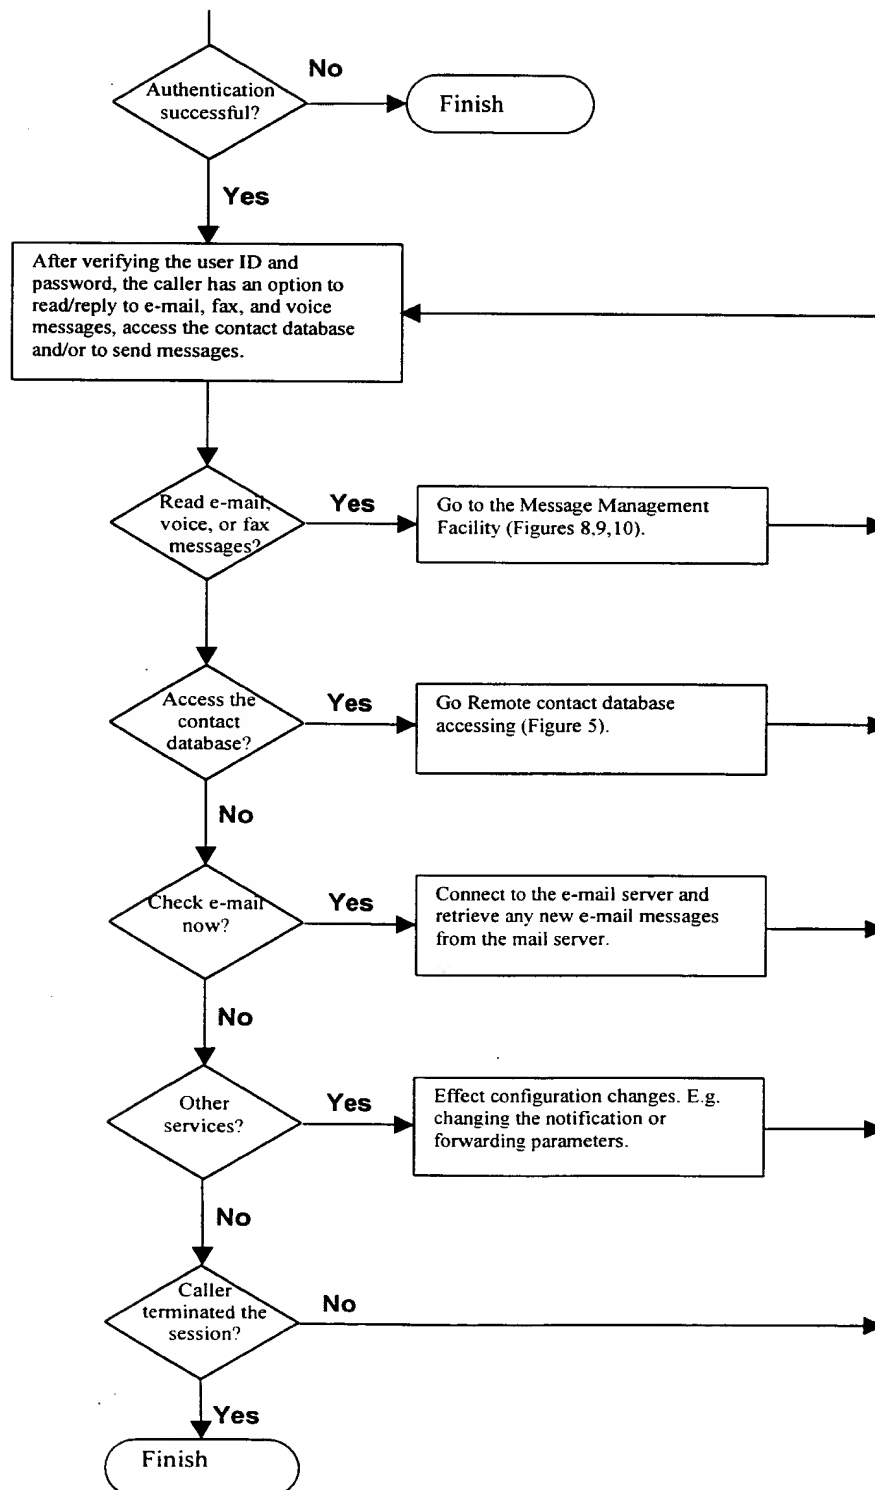 No
Authentication
successful?
Finish
Yes
After verifying the user ID and
password, the caller has an option to
read/reply to e-mail, fax, and voice
messages, access the contact database
and/or to send messages.
Read e-mail,
voice, or fax
messages?
Yes
Go to the Message Management
Facility (Figures 8,9,10).
Access the
contact
database?
Yes
Go Remote contact database
accessing (Figure 5).
No
Check e-mail
now?
Yes
Connect to the e-mail server and
retrieve any new e-mail messages
from the mail server.
No
Other
services?
Yes
Effect configuration changes. E.g.
changing the notification or
forwarding parameters.
No
Caller
terminated the
session?
No
Yes
Finish